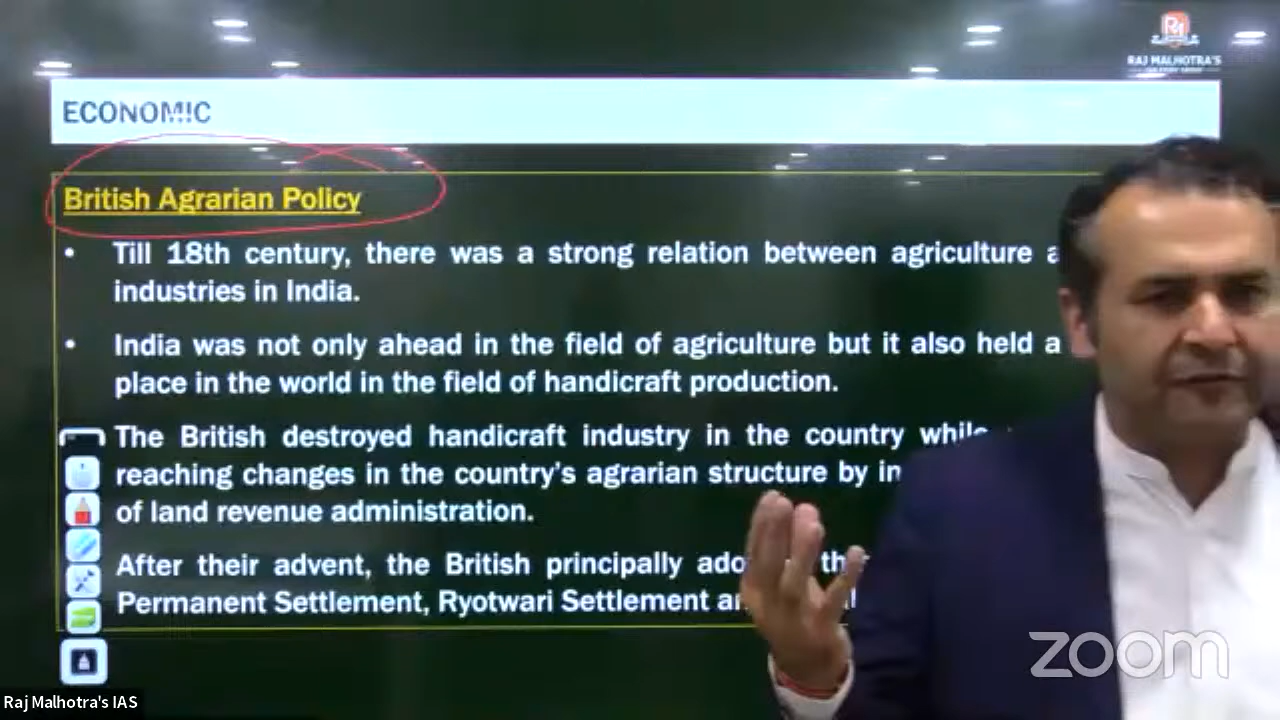 RAJ MALHOTRA'S
ECONOMIC
British Agrarian Policy
• Till 18th century, there was a strong relation between agriculture
industries in India.
• India was not only ahead in the field of agriculture but it also held a
place in the world in the field of handicraft production.
The British destroyed handicraft industry in the country while
reaching changes in the country's agrarian structure by
of land revenue administration.
After their advent, the British principally
Permanent Settlement, Ryotwari Settlement
zoom
Raj Malhotra's IAS